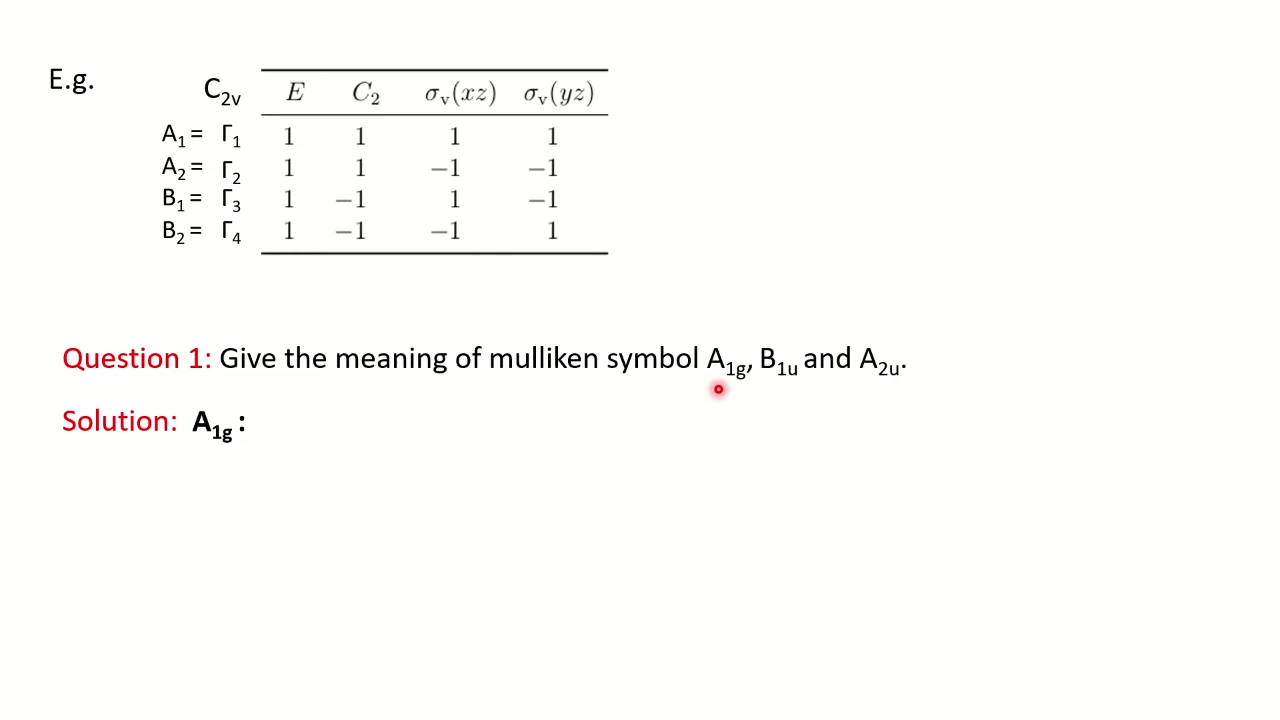 E.g. C₂ᵥ E C₂ σᵥ(xz) σᵥ(yz)
A₁ = Γ₁ 1 1 1 1
A₂ = Γ₂ 1 1 −1 −1
B₁ = Γ₃ 1 −1 1 −1
B₂ = Γ₄ 1 −1 −1 1
Question 1: Give the meaning of mulliken symbol A1g, B1u and A2u.
Solution: A1g :